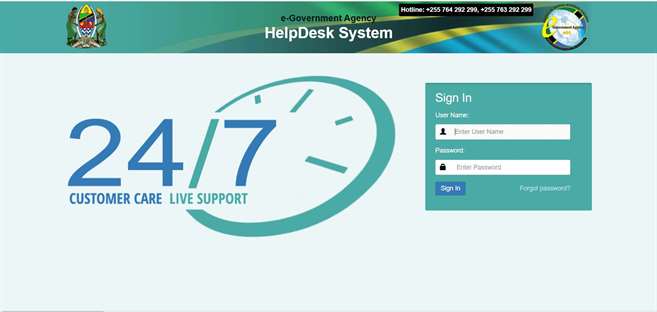 Hotline: +255 764 292 299, +255 763 292 299
e-Government Agency
HelpDesk System
24/7
CUSTOMER CARE LIVE SUPPORT
Sign In
User Name:
Enter User Name
Password:
Enter Password
Sign In
Forgot password?